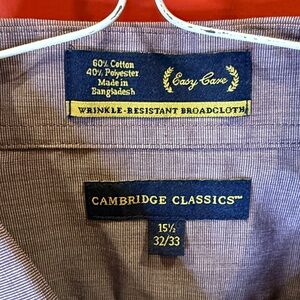 60% Cotton
40% Polyester
Made in
Bangladesh
Easy Care
WRINKLE-RESISTANT BROADCLOTH
CAMBRIDGE CLASSICS™
15½
32/33